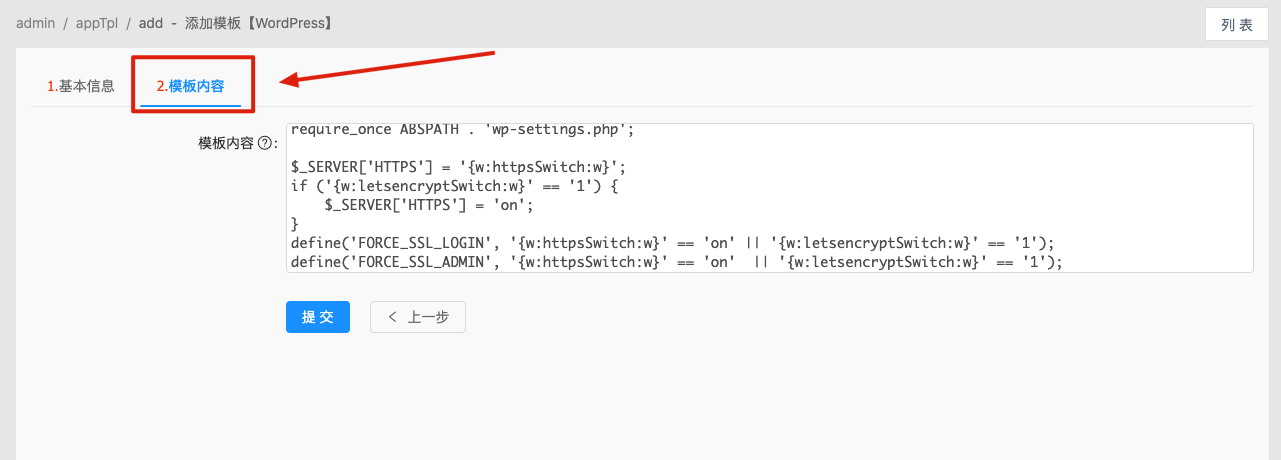 admin / appTpl / add - 添加模板【WordPress】
列 表
1.基本信息
2.模板内容
模板内容 ? :
require_once ABSPATH . 'wp-settings.php';
$_SERVER['HTTPS'] = '{w:httpsSwitch:w}';
if ('{w:letsencryptSwitch:w}' == '1') {
    $_SERVER['HTTPS'] = 'on';
}
define('FORCE_SSL_LOGIN', '{w:httpsSwitch:w}' == 'on' || '{w:letsencryptSwitch:w}' == '1');
define('FORCE_SSL_ADMIN', '{w:httpsSwitch:w}' == 'on'  || '{w:letsencryptSwitch:w}' == '1');
提 交
上一步